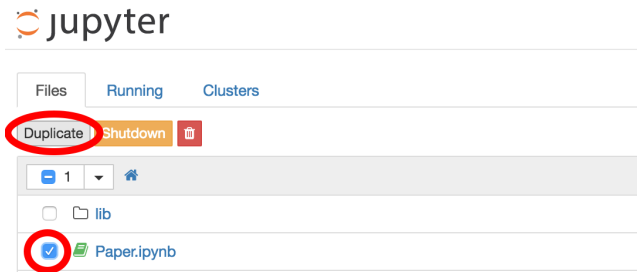 jupyter
Files Running Clusters
Duplicate Shutdown
1
lib
Paper.ipynb